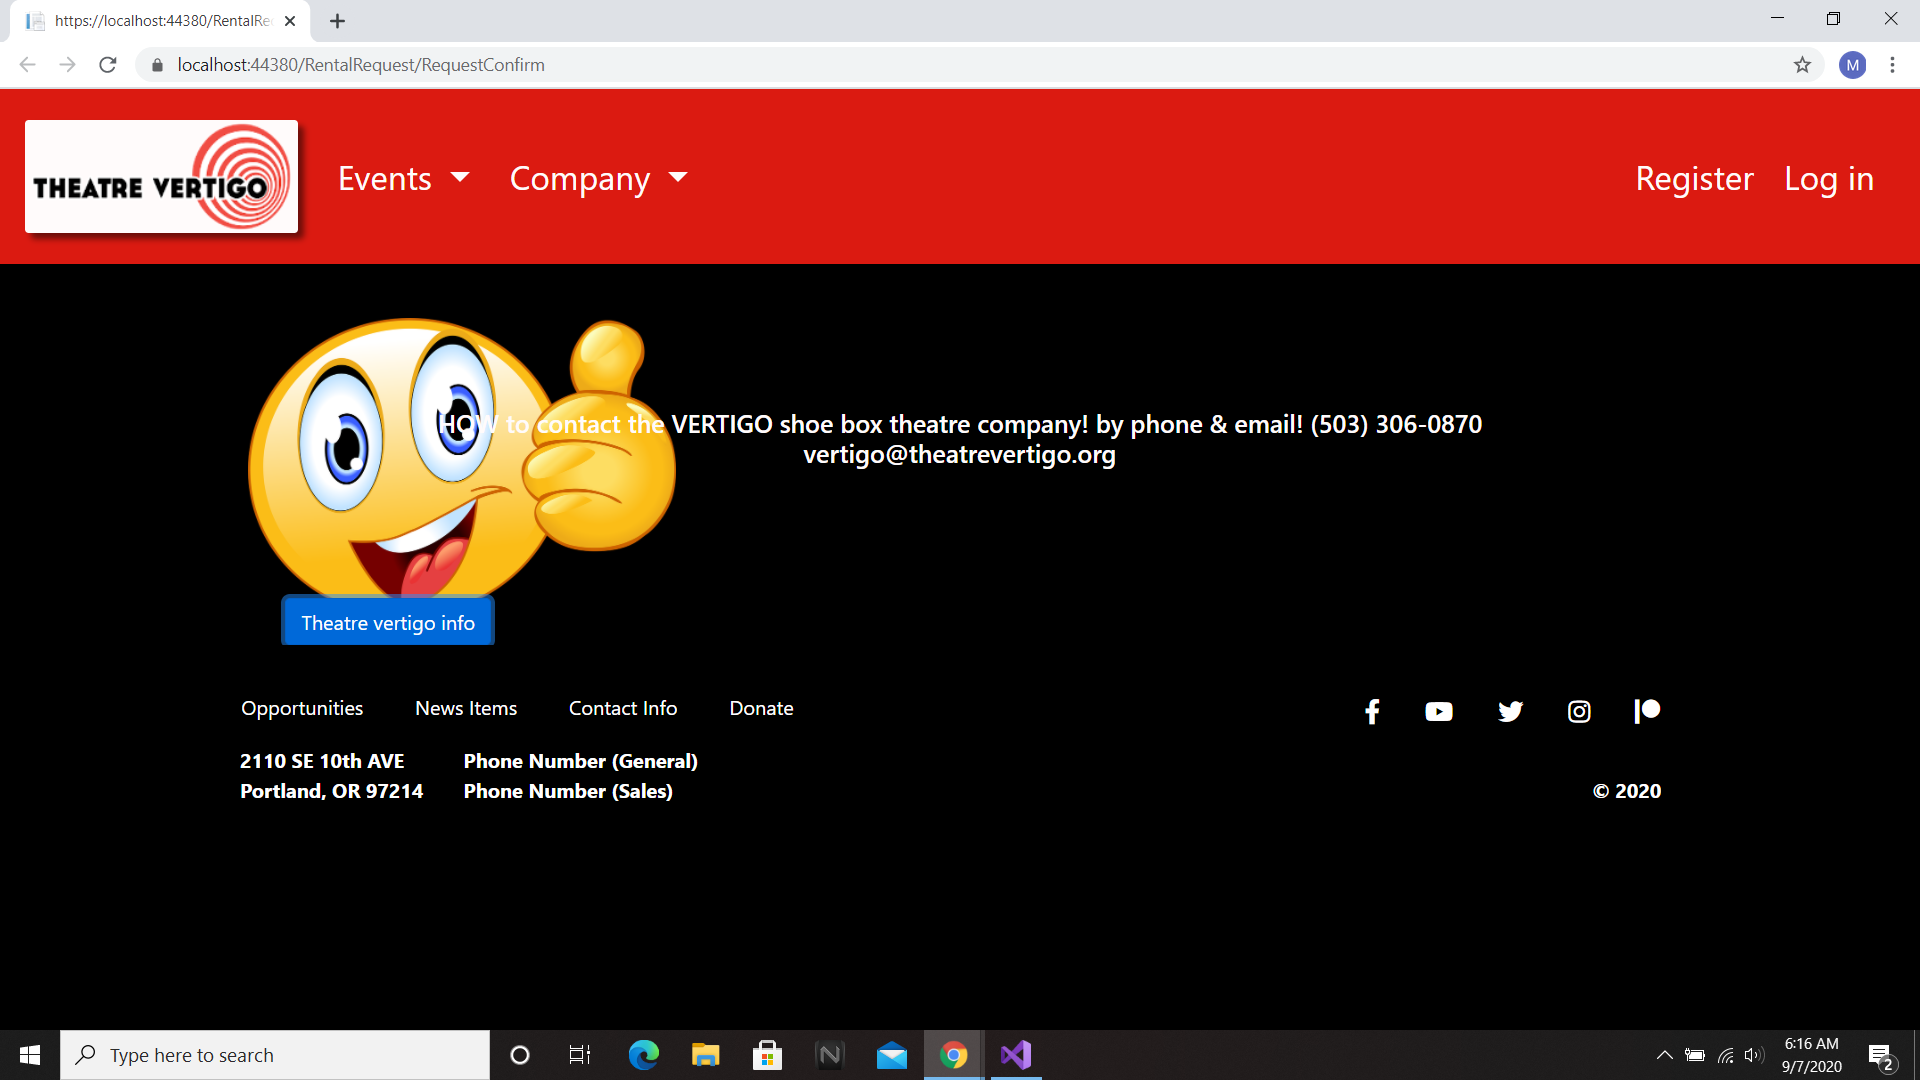 https://localhost:44380/RentalRe
localhost:44380/RentalRequest/RequestConfirm
M
THEATRE VERTIGO
Events
Company
Register
Log in
HOW to contact the VERTIGO shoe box theatre company! by phone & email! (503) 306-0870
vertigo@theatrevertigo.org
Theatre vertigo info
Opportunities
News Items
Contact Info
Donate
2110 SE 10th AVE
Portland, OR 97214
Phone Number (General)
Phone Number (Sales)
© 2020
Type here to search
N
6:16 AM
9/7/2020
2